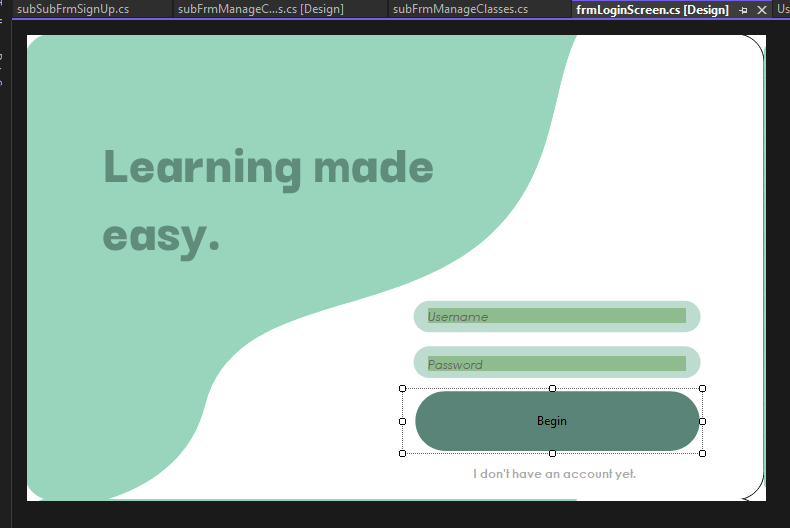 subSubFrmSignUp.cs
subFrmManageC...s.cs [Design]
subFrmManageClasses.cs
frmLoginScreen.cs [Design]
Us
Learning made
easy.
Username
Password
Begin
I don't have an account yet.